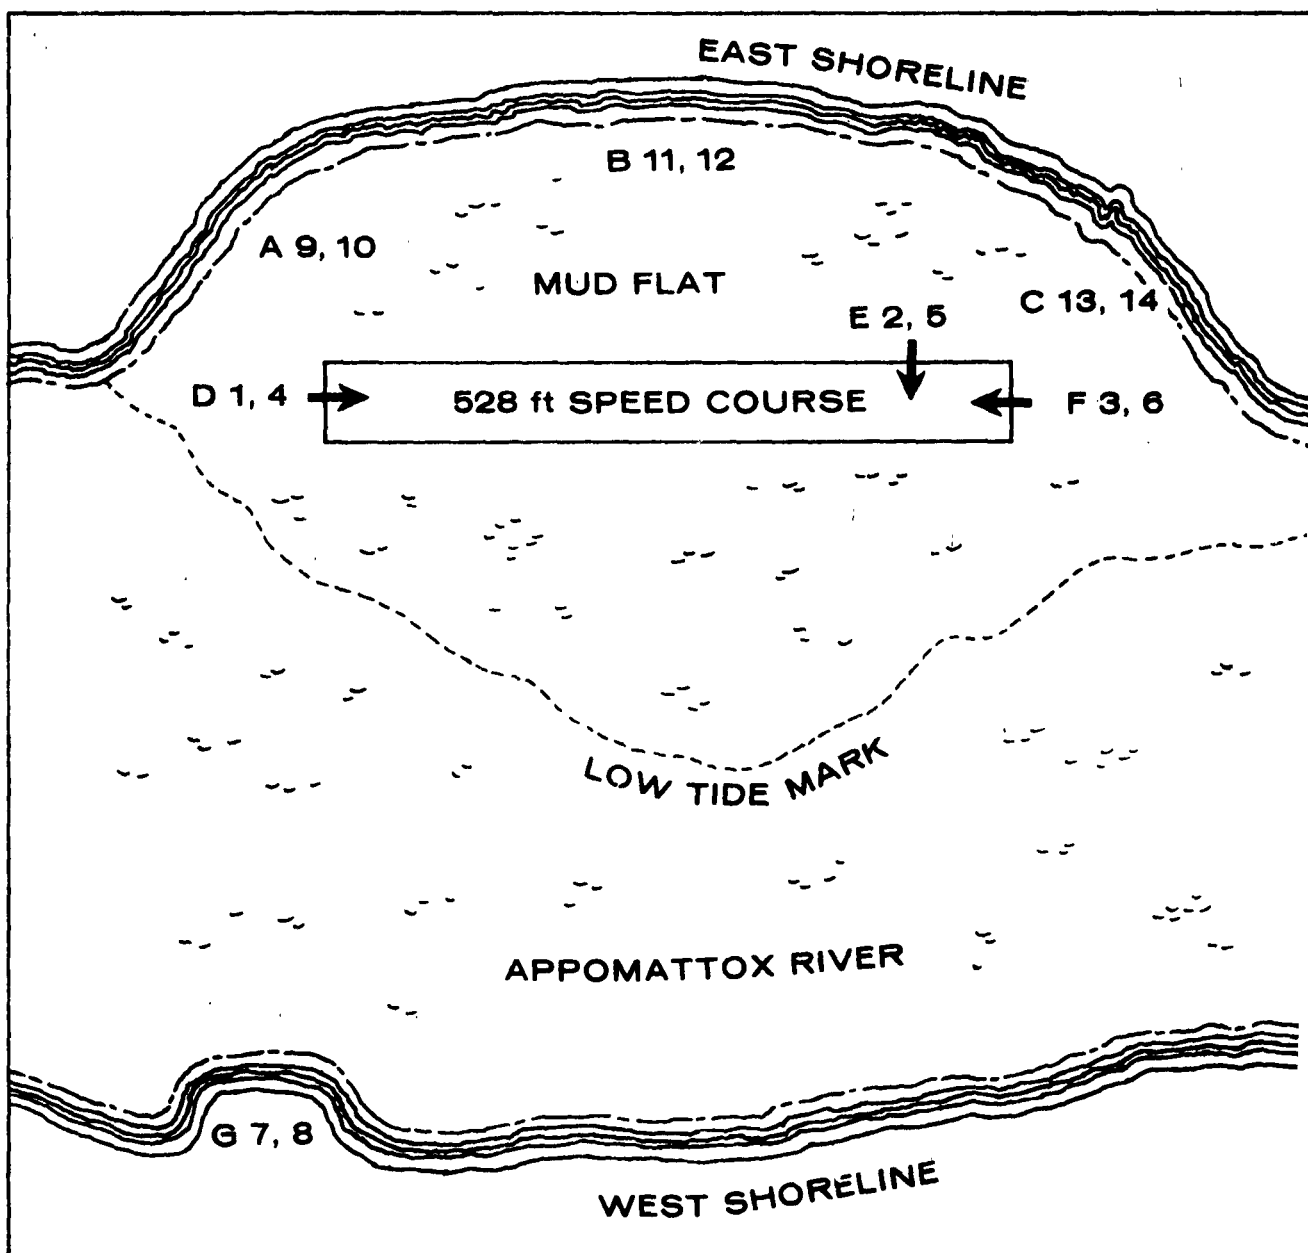 EAST SHORELINE
B 11, 12
A 9, 10
MUD FLAT
C 13, 14
E 2, 5
D 1, 4
528 ft SPEED COURSE
F 3, 6
LOW TIDE MARK
APPOMATTOX RIVER
G 7, 8
WEST SHORELINE